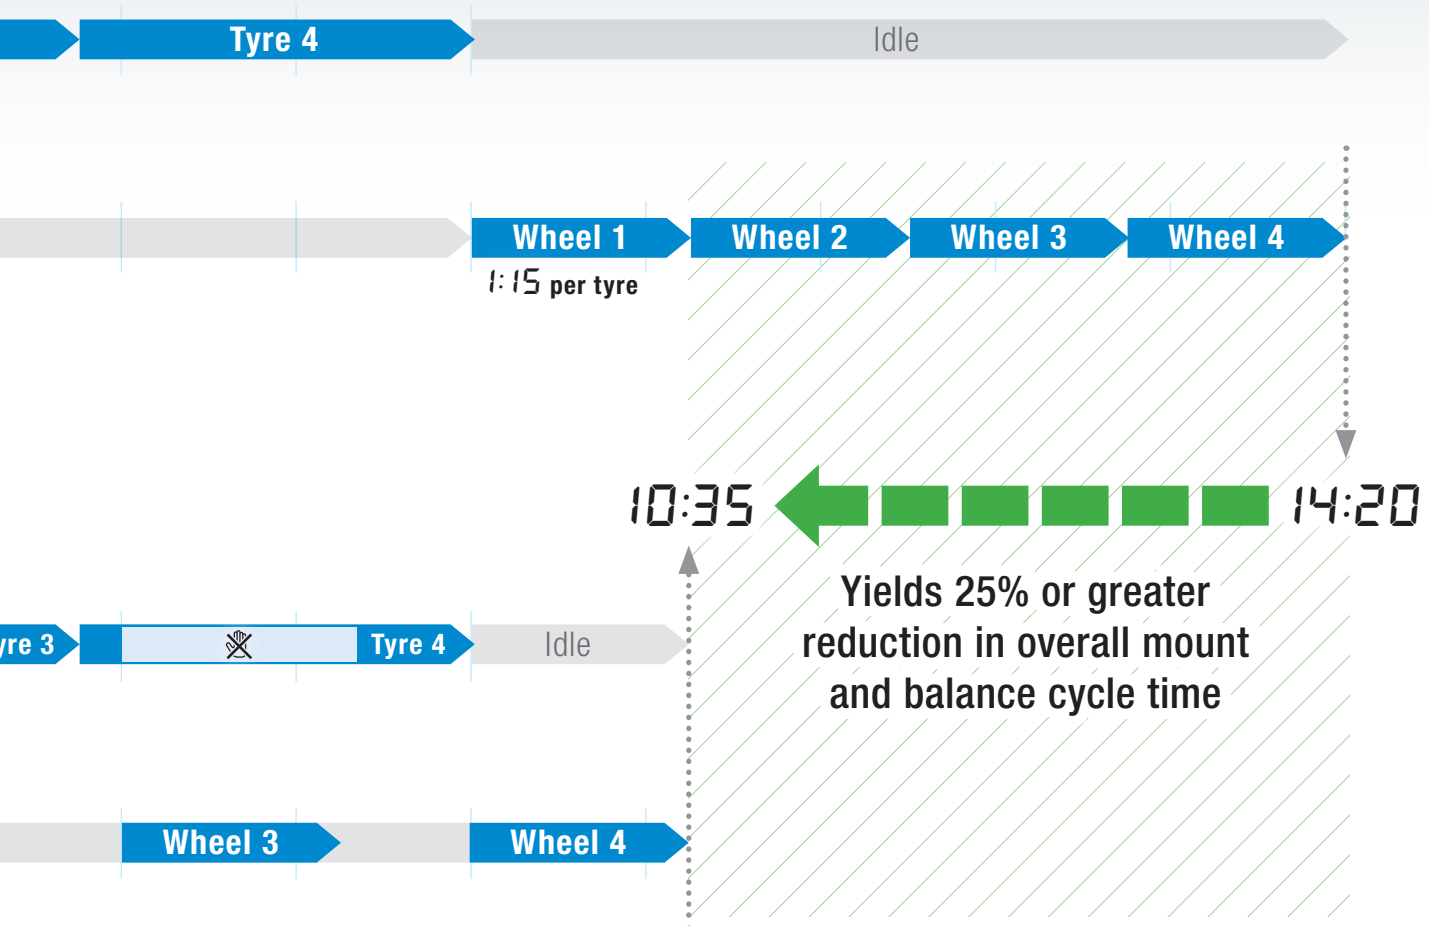 Tyre 4
Idle
Wheel 1
Wheel 2
Wheel 3
Wheel 4
1:15 per tyre
10:35
14:20
Yields 25% or greater
reduction in overall mount
and balance cycle time
yre 3
Tyre 4
Idle
Wheel 3
Wheel 4